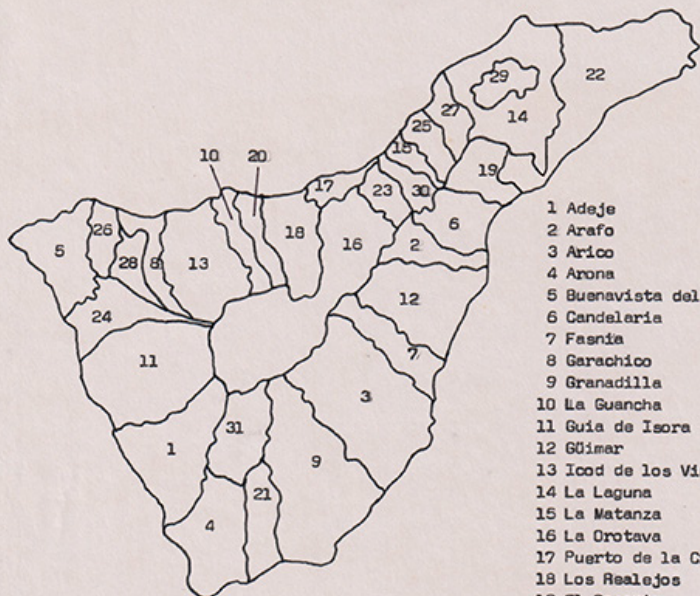 29
22
27
14
25
15
10
20
19
17
23
30
6
26
18
16
2
5
28
8
13
12
24
7
11
3
31
1
9
21
4
1 Adeje
2 Arafo
3 Arico
4 Arona
5 Buenavista del
6 Candelaria
7 Fasnia
8 Garachico
9 Granadilla
10 La Guancha
11 Guia de Isora
12 Güimar
13 Icod de los Vi
14 La Laguna
15 La Matanza
16 La Orotava
17 Puerto de la C
18 Los Realejos